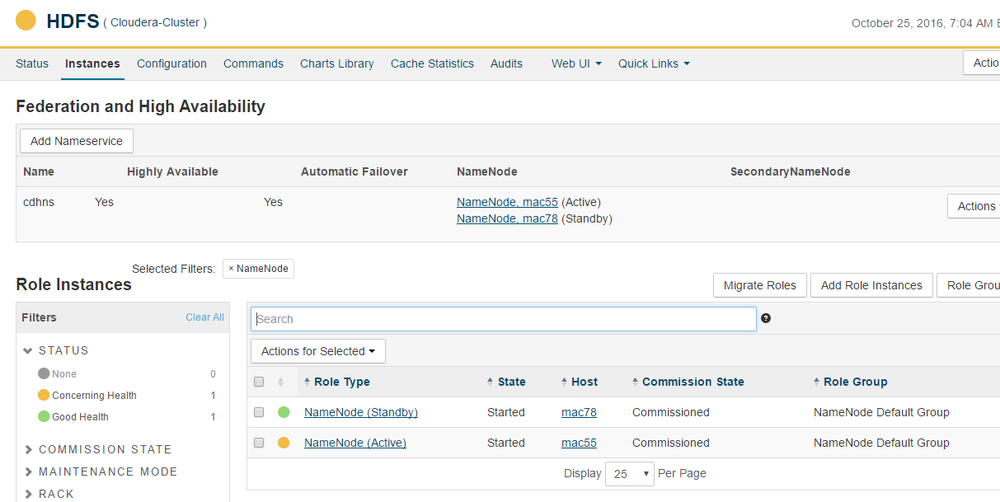 HDFS ( Cloudera-Cluster )
October 25, 2016, 7:04 AM
Status Instances Configuration Commands Charts Library Cache Statistics Audits Web UI Quick Links
Actio
Federation and High Availability
Add Nameservice
Name Highly Available Automatic Failover NameNode SecondaryNameNode
cdhns Yes Yes NameNode, mac55 (Active)
NameNode, mac78 (Standby)
Actions
Selected Filters: × NameNode
Role Instances
Migrate Roles Add Role Instances Role Grou
Filters Clear All
Search ?
STATUS
None 0
Concerning Health 1
Good Health 1
COMMISSION STATE
MAINTENANCE MODE
RACK
Actions for Selected
Role Type State Host Commission State Role Group
NameNode (Standby) Started mac78 Commissioned NameNode Default Group
NameNode (Active) Started mac55 Commissioned NameNode Default Group
Display 25 Per Page